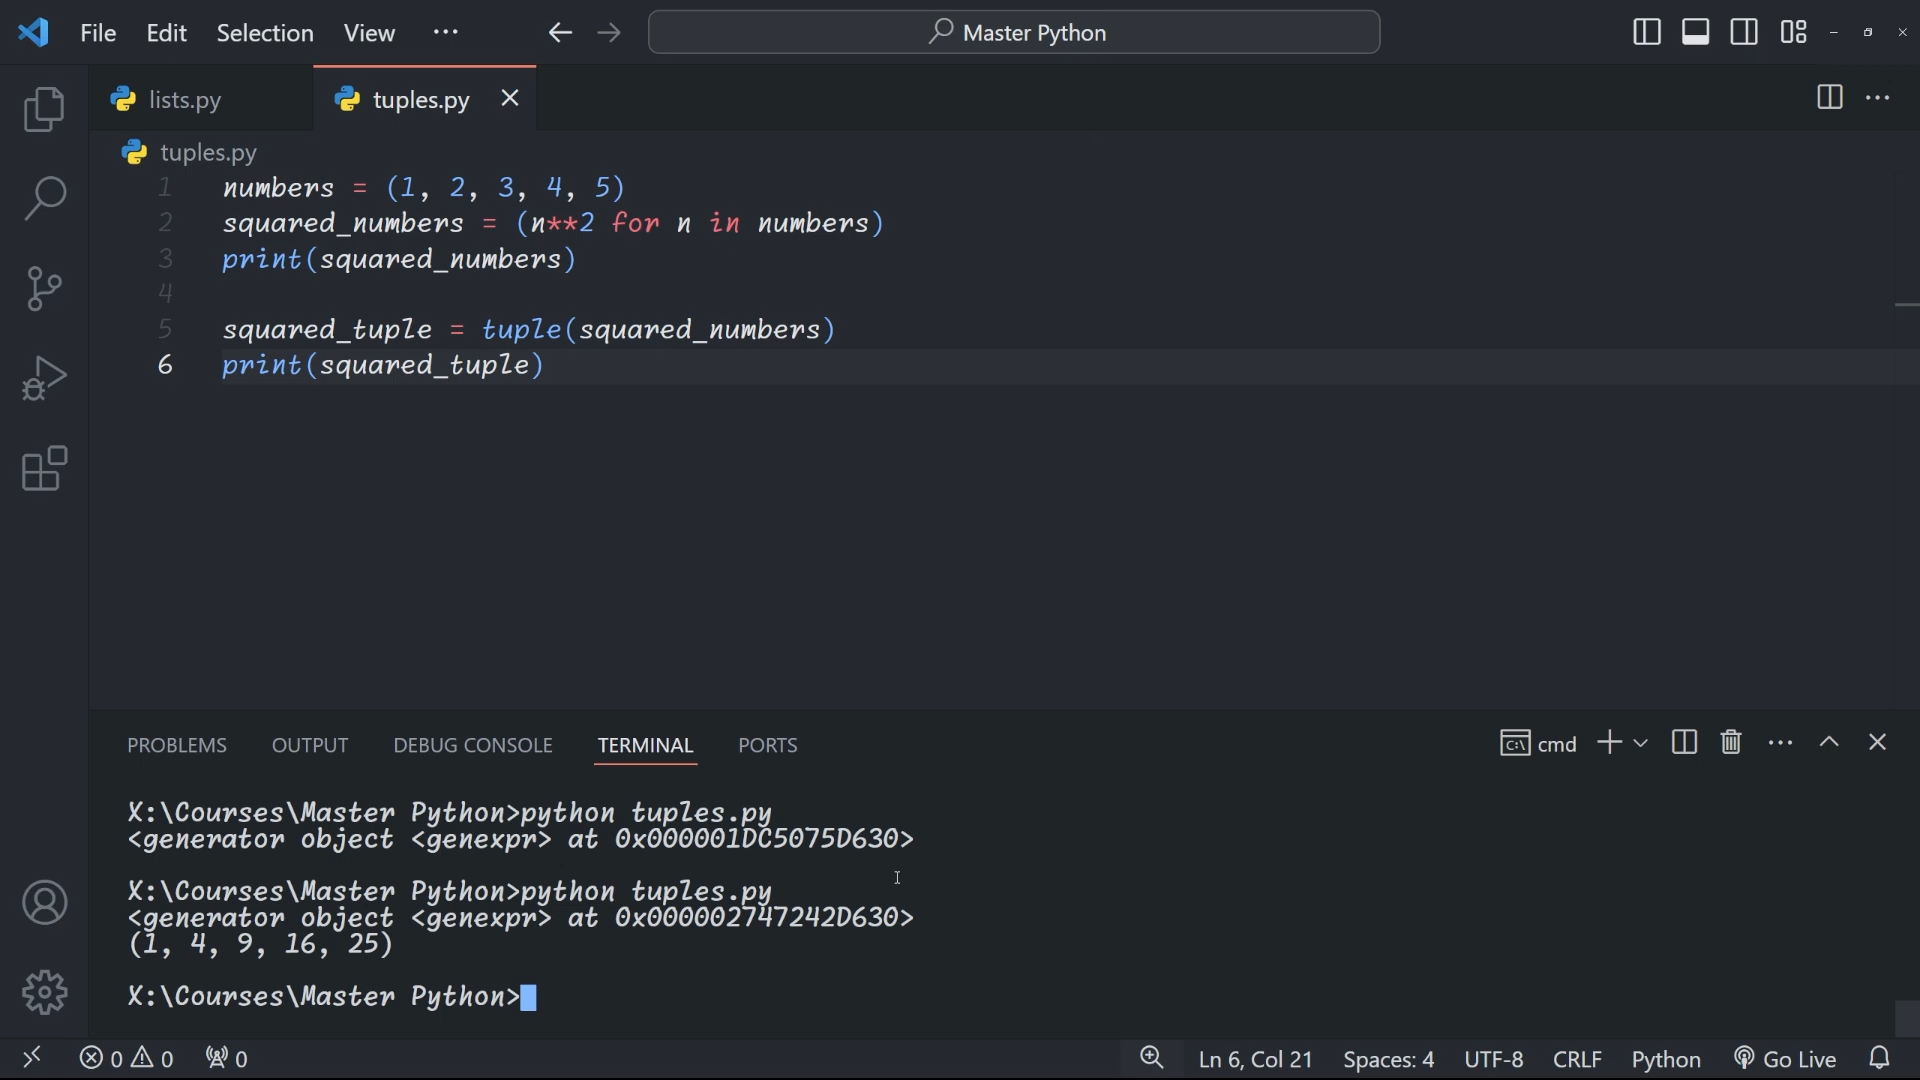 File Edit Selection View ··· Master Python
lists.py tuples.py
tuples.py
1 numbers = (1, 2, 3, 4, 5)
2 squared_numbers = (n**2 for n in numbers)
3 print(squared_numbers)
4
5 squared_tuple = tuple(squared_numbers)
6 print(squared_tuple)
PROBLEMS OUTPUT DEBUG CONSOLE TERMINAL PORTS cmd
X:\Courses\Master Python>python tuples.py
<generator object <genexpr> at 0x000001DC5075D630>
X:\Courses\Master Python>python tuples.py
<generator object <genexpr> at 0x000002747242D630>
(1, 4, 9, 16, 25)
X:\Courses\Master Python>
0 0 0 Ln 6, Col 21 Spaces: 4 UTF-8 CRLF Python Go Live